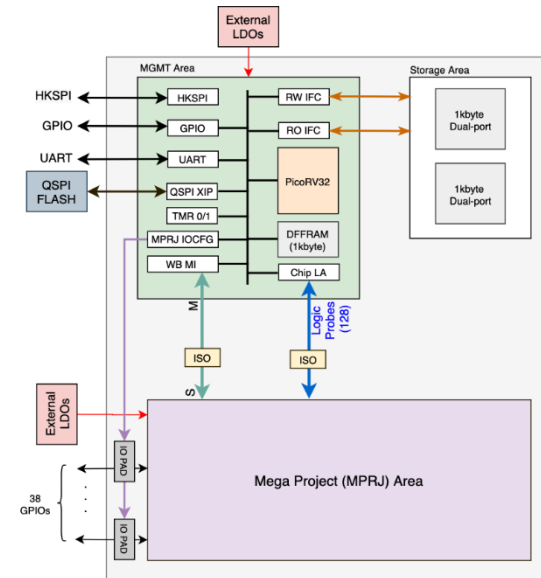 External
LDOs
MGMT Area
Storage Area
HKSPI
HKSPI
RW IFC
GPIO
GPIO
RO IFC
1kbyte
Dual-port
UART
UART
PicoRV32
QSPI
FLASH
QSPI XIP
1kbyte
Dual-port
TMR 0/1
MPRJ IOCFG
DFFRAM
(1kbyte)
WB MI
Chip LA
M
Logic
Probes
(128)
ISO
ISO
S
External
LDOs
IO PAD
Mega Project (MPRJ) Area
38
GPIOs
IO PAD